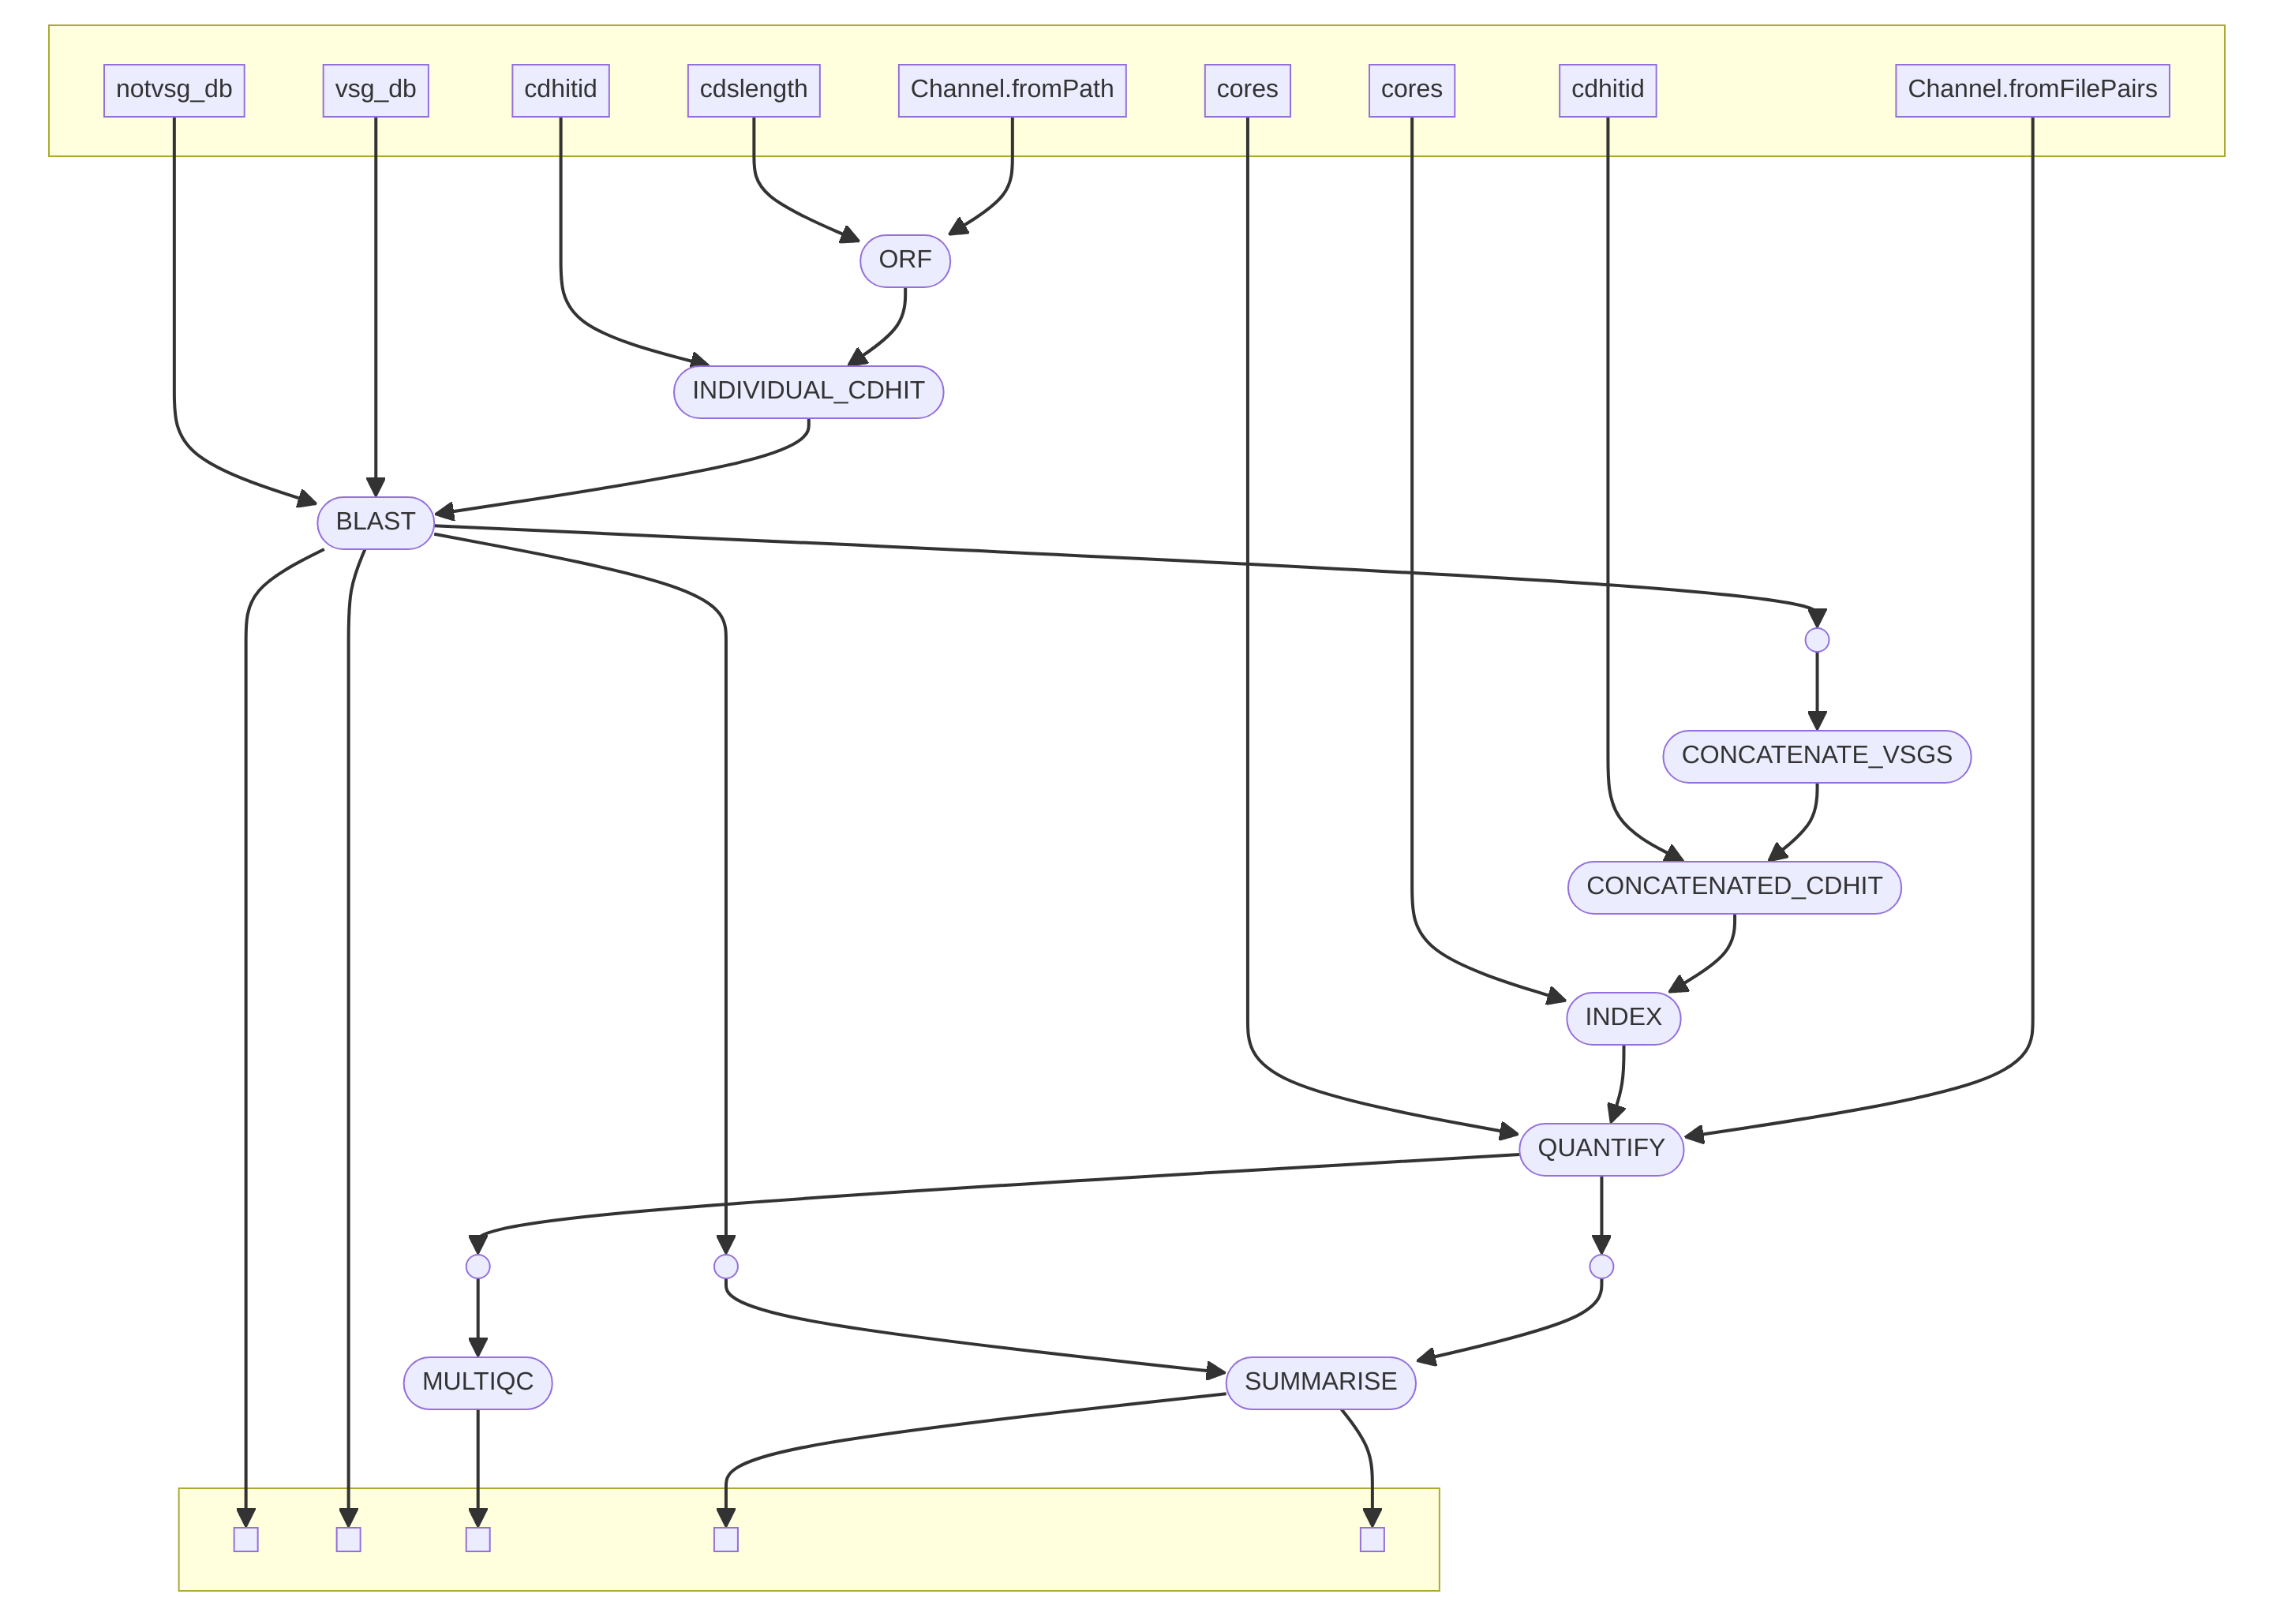 notvsg_db
vsg_db
cdhitid
cdslength
Channel.fromPath
cores
cores
cdhitid
Channel.fromFilePairs
ORF
INDIVIDUAL_CDHIT
BLAST
CONCATENATE_VSGS
CONCATENATED_CDHIT
INDEX
QUANTIFY
MULTIQC
SUMMARISE